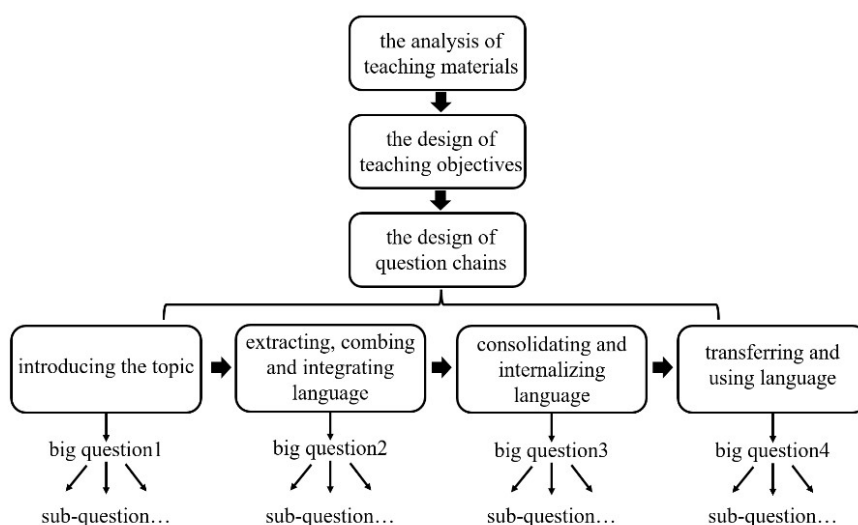 the analysis of
teaching materials
the design of
teaching objectives
the design of
question chains
introducing the topic
extracting, combing
and integrating
language
consolidating and
internalizing
language
transferring and
using language
big question1
big question2
big question3
big question4
sub-question…
sub-question…
sub-question…
sub-question…